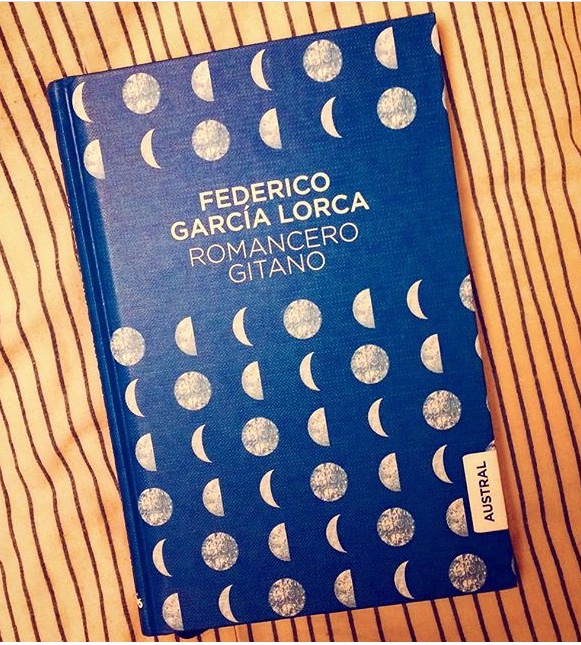 FEDERICO
GARCÍA LORCA
ROMANCERO
GITANO
AUSTRAL